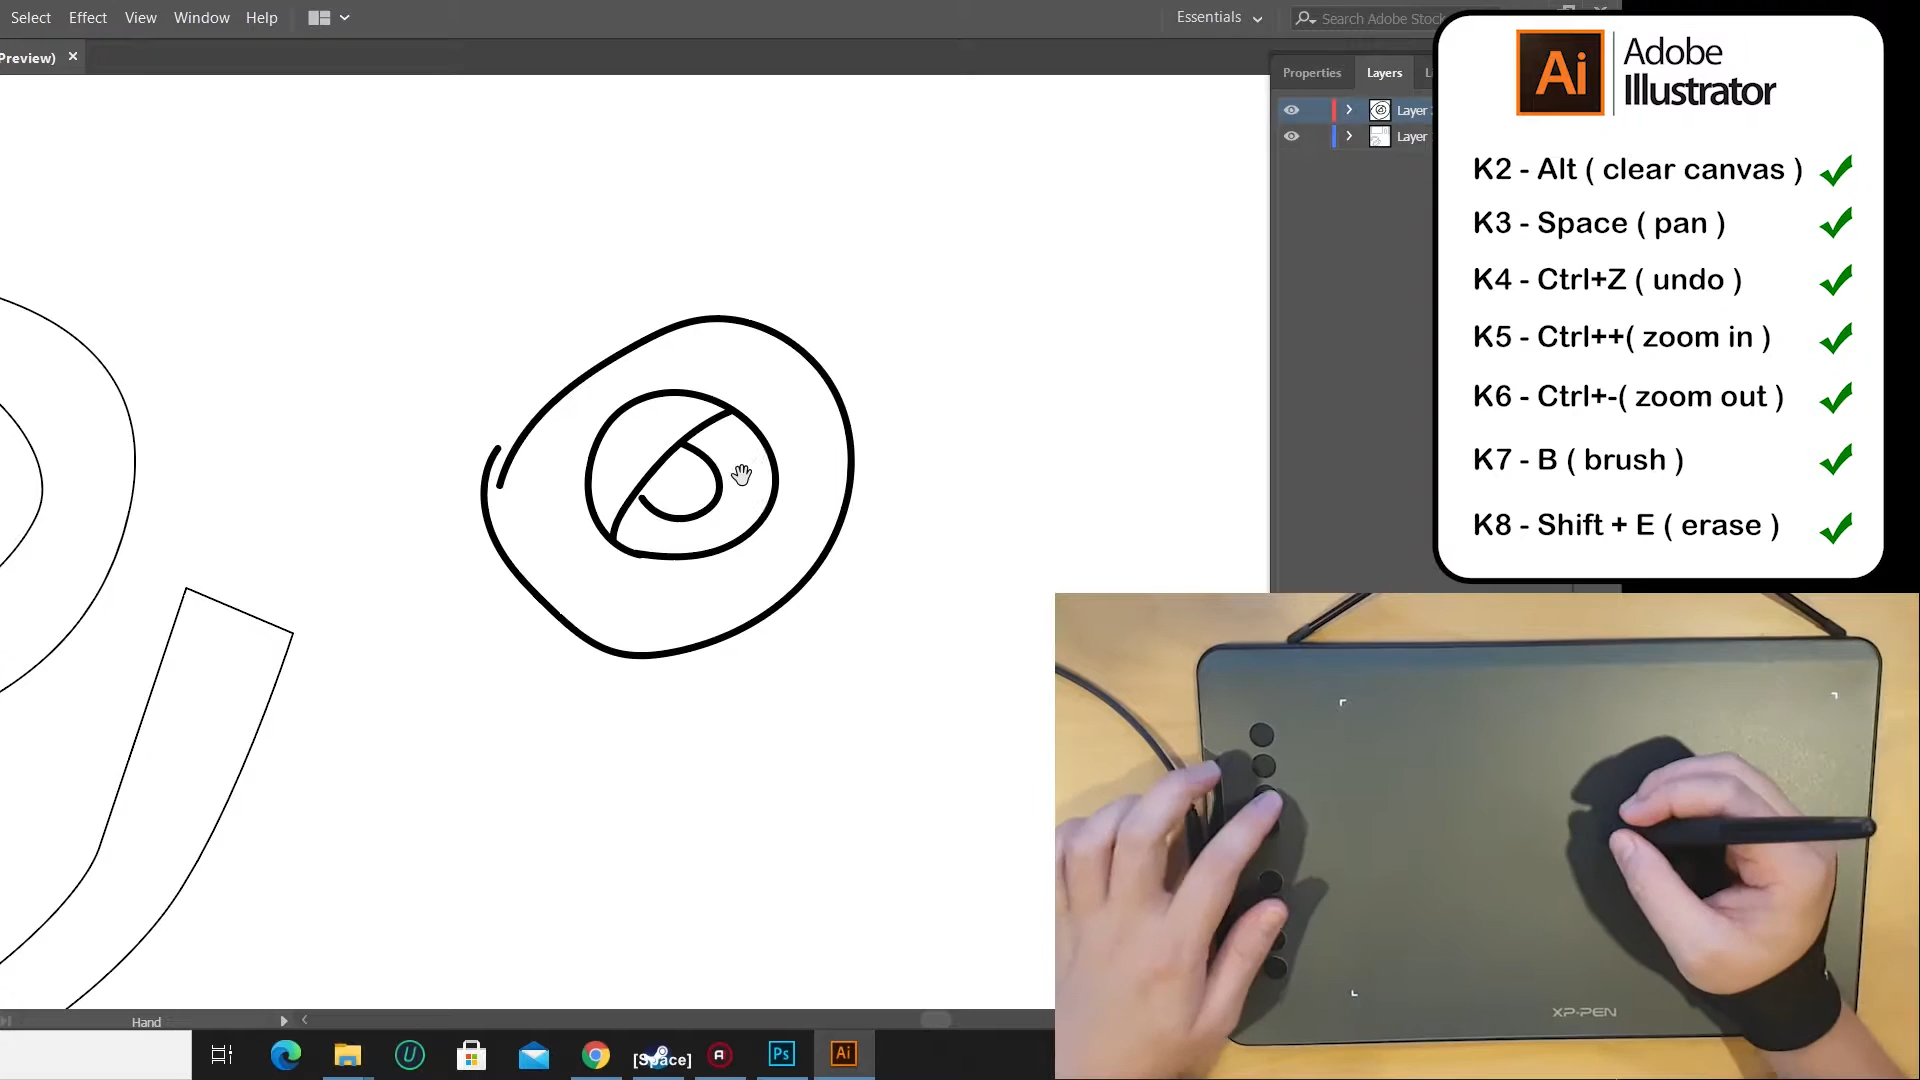 Select Effect View Window Help
Essentials
Search Adobe Stock
Preview)
Properties Layers
Layer
Layer
Ai Adobe Illustrator
K2 - Alt ( clear canvas )
K3 - Space ( pan )
K4 - Ctrl+Z ( undo )
K5 - Ctrl++( zoom in )
K6 - Ctrl+-( zoom out )
K7 - B ( brush )
K8 - Shift + E ( erase )
XP-PEN
Hand
[Space]
Ps
Ai